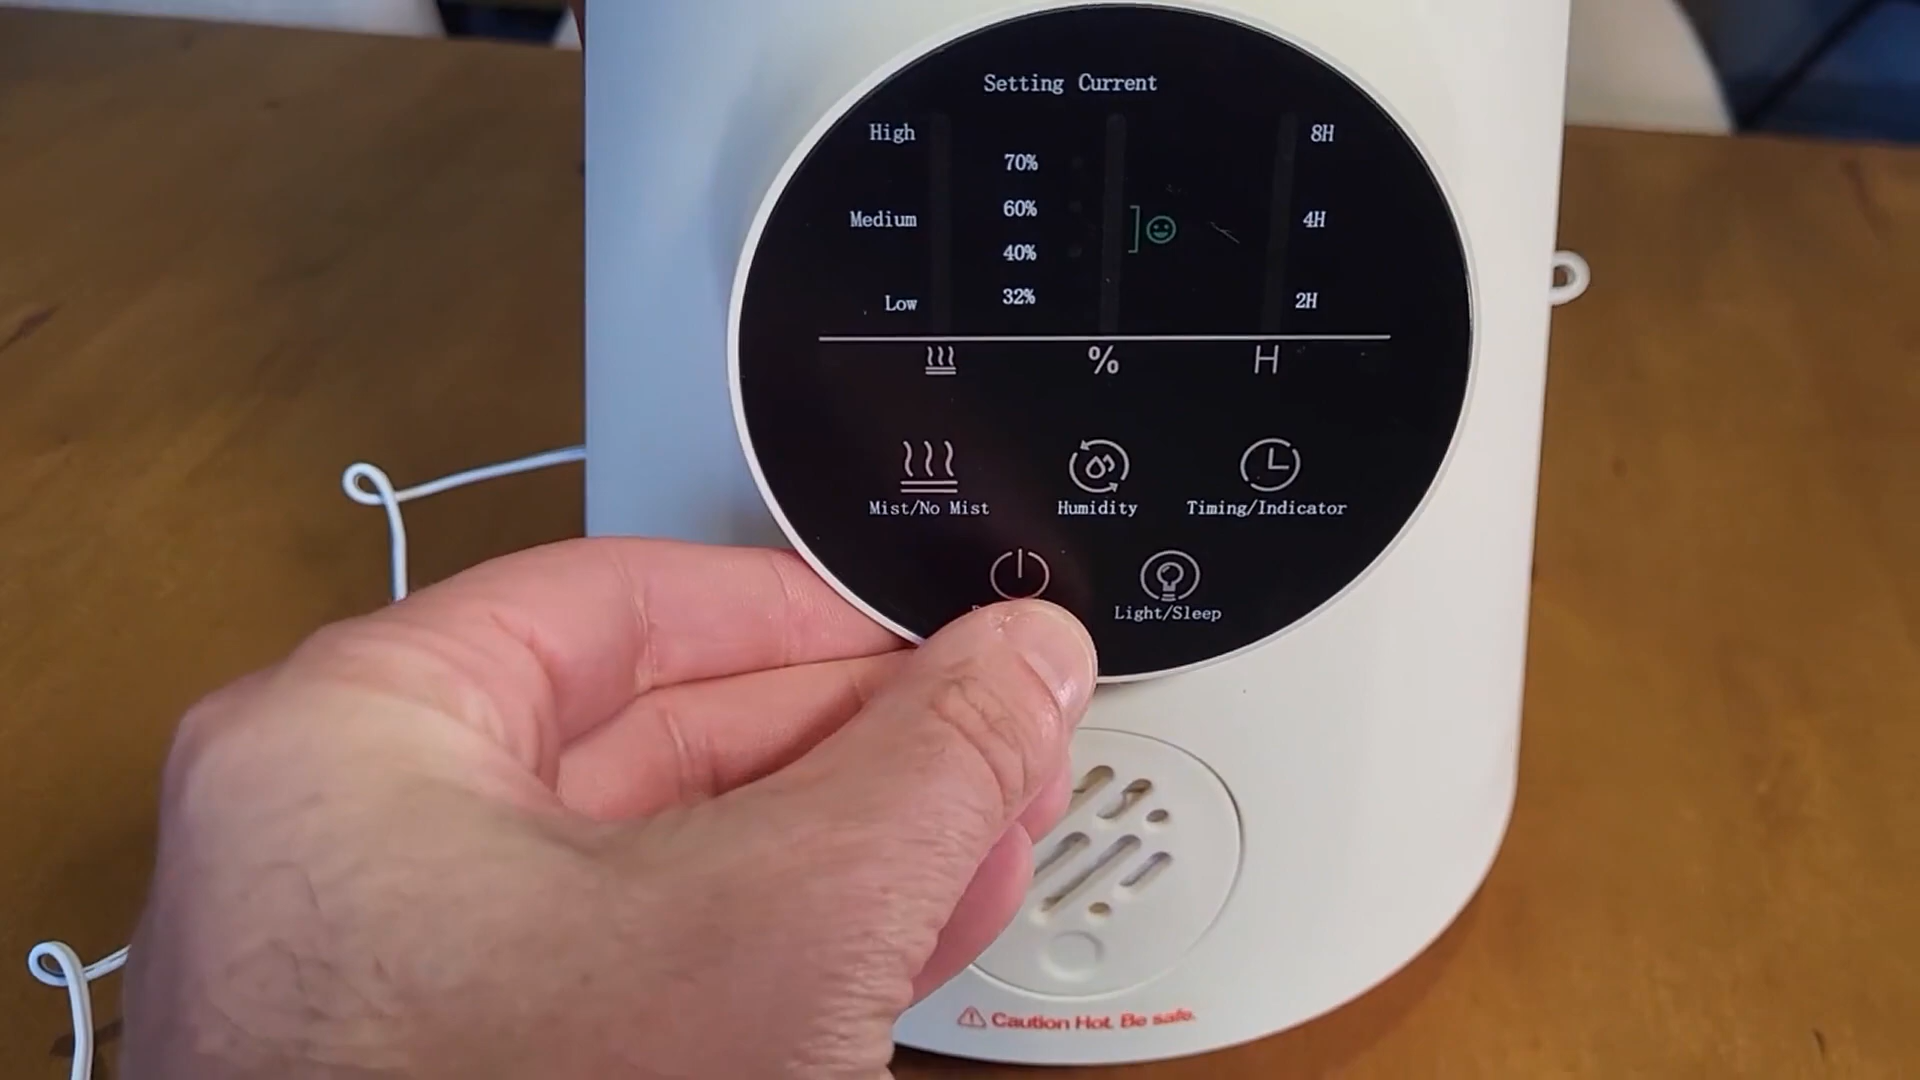 Setting Current
High
8H
70%
60%
Medium
4H
40%
32%
Low
2H
%
H
Mist/No Mist
Humidity
Timing/Indicator
Light/Sleep
Caution Hot. Be safe.